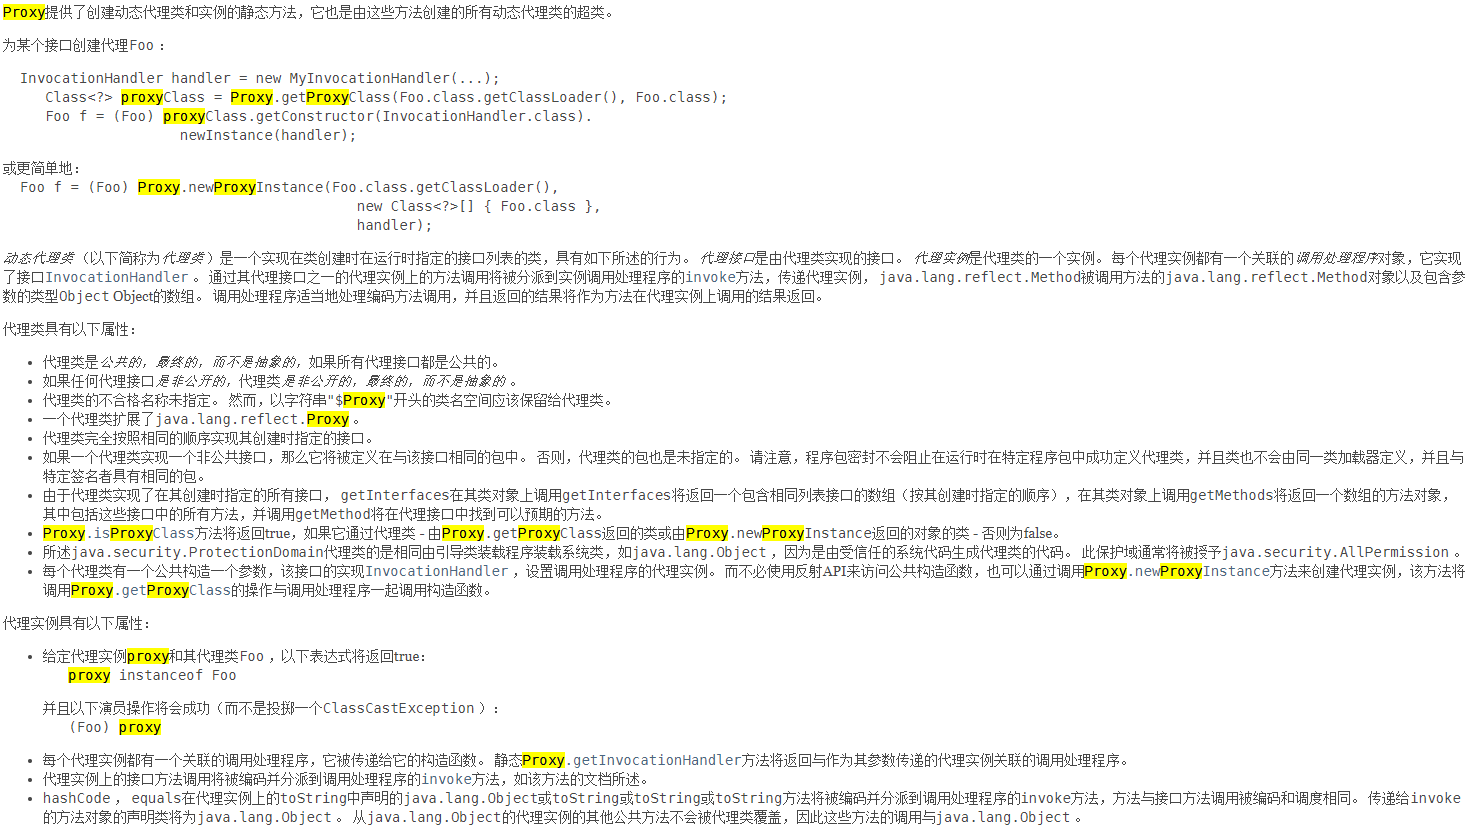 Proxy提供了创建动态代理类和实例的静态方法，它也是由这些方法创建的所有动态代理类的超类。
为某个接口创建代理Foo ：
InvocationHandler handler = new MyInvocationHandler(...);
Class<?> proxyClass = Proxy.getProxyClass(Foo.class.getClassLoader(), Foo.class);
Foo f = (Foo) proxyClass.getConstructor(InvocationHandler.class).
newInstance(handler);
或更简单地：
Foo f = (Foo) Proxy.newProxyInstance(Foo.class.getClassLoader(),
new Class<?>[] { Foo.class },
handler);
动态代理类 （以下简称为代理类 ）是一个实现在类创建时在运行时指定的接口列表的类，具有如下所述的行为。 代理接口是由代理类实现的接口。 代理实例是代理类的一个实例。 每个代理实例都有一个关联的调用处理程序对象，它实现
了接口InvocationHandler 。 通过其代理接口之一的代理实例上的方法调用将被分派到实例调用处理程序的invoke方法，传递代理实例， java.lang.reflect.Method被调用方法的java.lang.reflect.Method对象以及包含参
数的类型Object Object的数组。 调用处理程序适当地处理编码方法调用，并且返回的结果将作为方法在代理实例上调用的结果返回。
代理类具有以下属性：
• 代理类是公共的，最终的，而不是抽象的，如果所有代理接口都是公共的。
• 如果任何代理接口是非公开的，代理类是非公开的，最终的，而不是抽象的 。
• 代理类的不合格名称未指定。 然而，以字符串"$Proxy"开头的类名空间应该保留给代理类。
• 一个代理类扩展了java.lang.reflect.Proxy 。
• 代理类完全按照相同的顺序实现其创建时指定的接口。
• 如果一个代理类实现一个非公共接口，那么它将被定义在与该接口相同的包中。 否则，代理类的包也是未指定的。 请注意，程序包密封不会阻止在运行时在特定程序包中成功定义代理类，并且类也不会由同一类加载器定义，并且与
特定签名者具有相同的包。
• 由于代理类实现了在其创建时指定的所有接口， getInterfaces在其类对象上调用getInterfaces将返回一个包含相同列表接口的数组（按其创建时指定的顺序），在其类对象上调用getMethods将返回一个数组的方法对象，
其中包括这些接口中的所有方法，并调用getMethod将在代理接口中找到可以预期的方法。
• Proxy.isProxyClass方法将返回true，如果它通过代理类 - 由Proxy.getProxyClass返回的类或由Proxy.newProxyInstance返回的对象的类 - 否则为false。
• 所述java.security.ProtectionDomain代理类的是相同由引导类装载程序装载系统类，如java.lang.Object ，因为是由受信任的系统代码生成代理类的代码。 此保护域通常将被授予java.security.AllPermission 。
• 每个代理类有一个公共构造一个参数，该接口的实现InvocationHandler ，设置调用处理程序的代理实例。 而不必使用反射API来访问公共构造函数，也可以通过调用Proxy.newProxyInstance方法来创建代理实例，该方法将
调用Proxy.getProxyClass的操作与调用处理程序一起调用构造函数。
代理实例具有以下属性：
• 给定代理实例proxy和其代理类Foo ，以下表达式将返回true：
proxy instanceof Foo
并且以下演员操作将会成功（而不是投掷一个ClassCastException ）：
(Foo) proxy
• 每个代理实例都有一个关联的调用处理程序，它被传递给它的构造函数。 静态Proxy.getInvocationHandler方法将返回与作为其参数传递的代理实例关联的调用处理程序。
• 代理实例上的接口方法调用将被编码并分派到调用处理程序的invoke方法，如该方法的文档所述。
• hashCode ， equals在代理实例上的toString中声明的java.lang.Object或toString或toString或toString方法将被编码并分派到调用处理程序的invoke方法，方法与接口方法调用被编码和调度相同。 传递给invoke
的方法对象的声明类将为java.lang.Object 。 从java.lang.Object的代理实例的其他公共方法不会被代理类覆盖，因此这些方法的调用与java.lang.Object 。